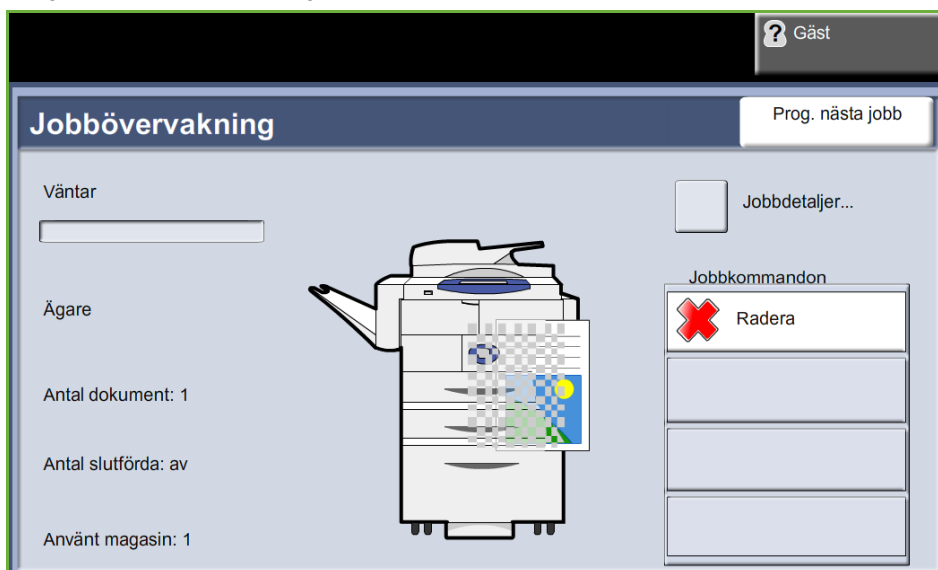 Gäst
Jobbövervakning
Prog. nästa jobb
Väntar
Jobbdetaljer...
Jobbkommandon
Ägare
Radera
Antal dokument: 1
Antal slutförda: av
Använt magasin: 1